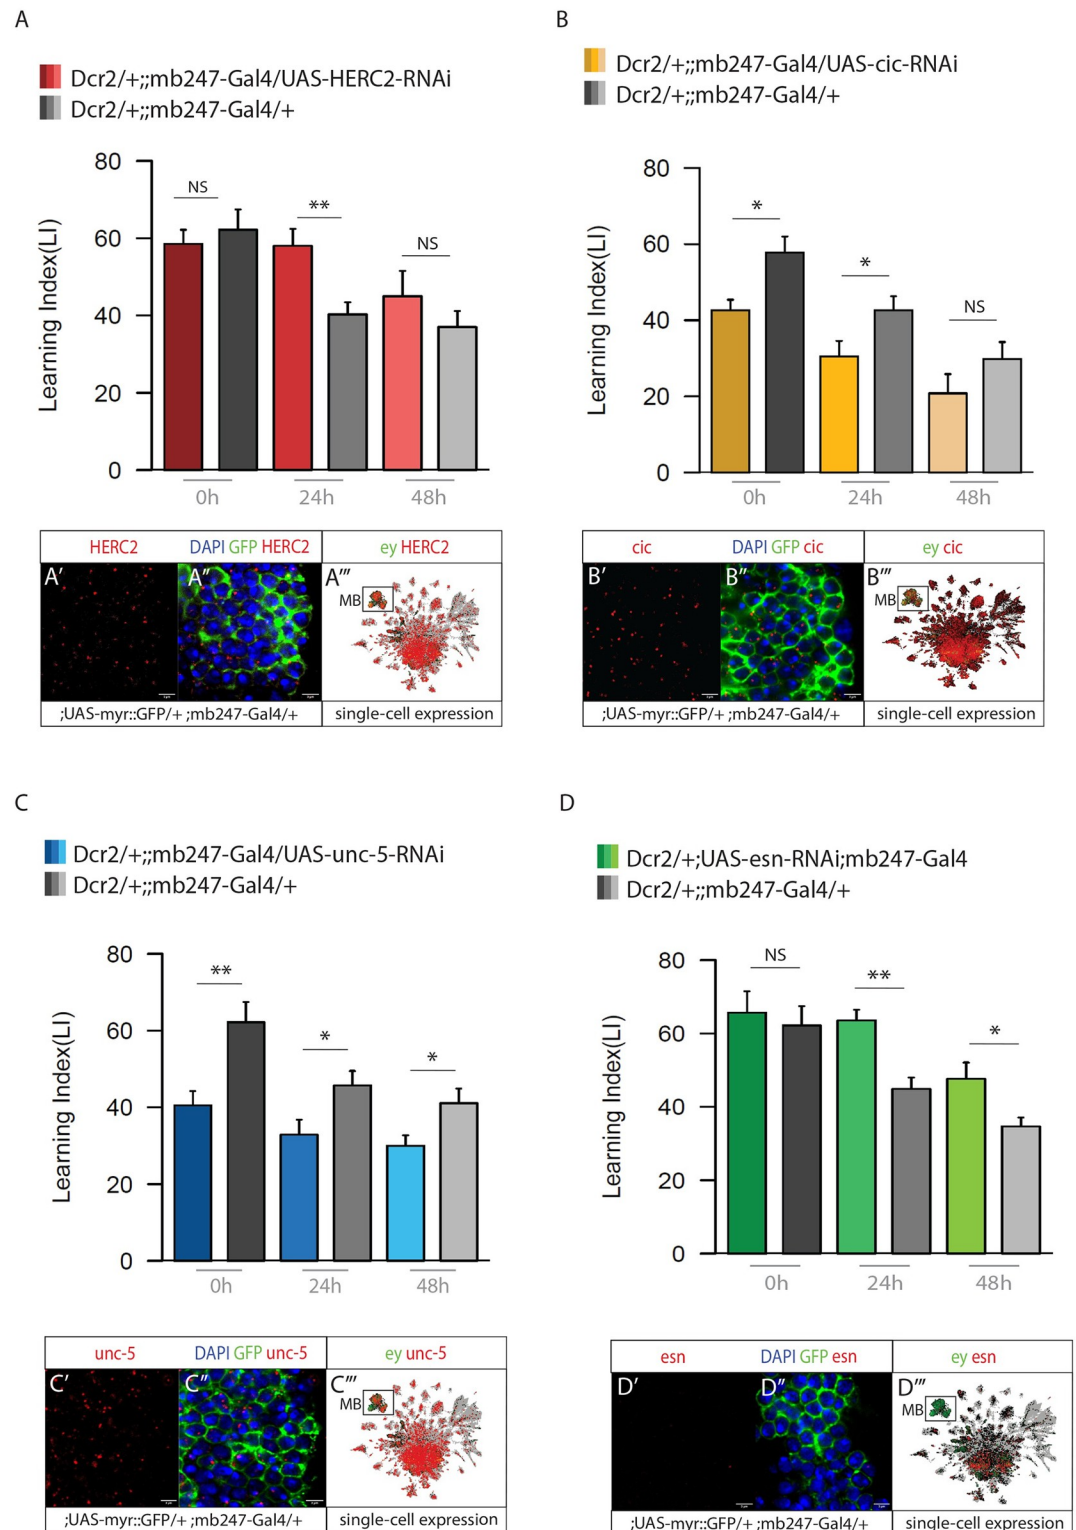 A
Dcr2/+;;mb247-Gal4/UAS-HERC2-RNAi
Dcr2/+;;mb247-Gal4/+
Learning Index(LI)
80
60
40
20
0
NS
**
NS
0h
24h
48h
HERC2
DAPI GFP HERC2
ey HERC2
A′
A″
A‴
MB
;UAS-myr::GFP/+ ;mb247-Gal4/+
single-cell expression
B
Dcr2/+;;mb247-Gal4/UAS-cic-RNAi
Dcr2/+;;mb247-Gal4/+
Learning Index(LI)
80
60
40
20
0
*
*
NS
0h
24h
48h
cic
DAPI GFP cic
ey cic
B′
B″
B‴
MB
;UAS-myr::GFP/+ ;mb247-Gal4/+
single-cell expression
C
Dcr2/+;;mb247-Gal4/UAS-unc-5-RNAi
Dcr2/+;;mb247-Gal4/+
Learning Index(LI)
80
60
40
20
0
**
*
*
0h
24h
48h
unc-5
DAPI GFP unc-5
ey unc-5
C′
C″
C‴
MB
;UAS-myr::GFP/+ ;mb247-Gal4/+
single-cell expression
D
Dcr2/+;UAS-esn-RNAi;mb247-Gal4
Dcr2/+;;mb247-Gal4/+
Learning Index(LI)
80
60
40
20
0
NS
**
*
0h
24h
48h
esn
DAPI GFP esn
ey esn
D′
D″
D‴
MB
;UAS-myr::GFP/+ ;mb247-Gal4/+
single-cell expression